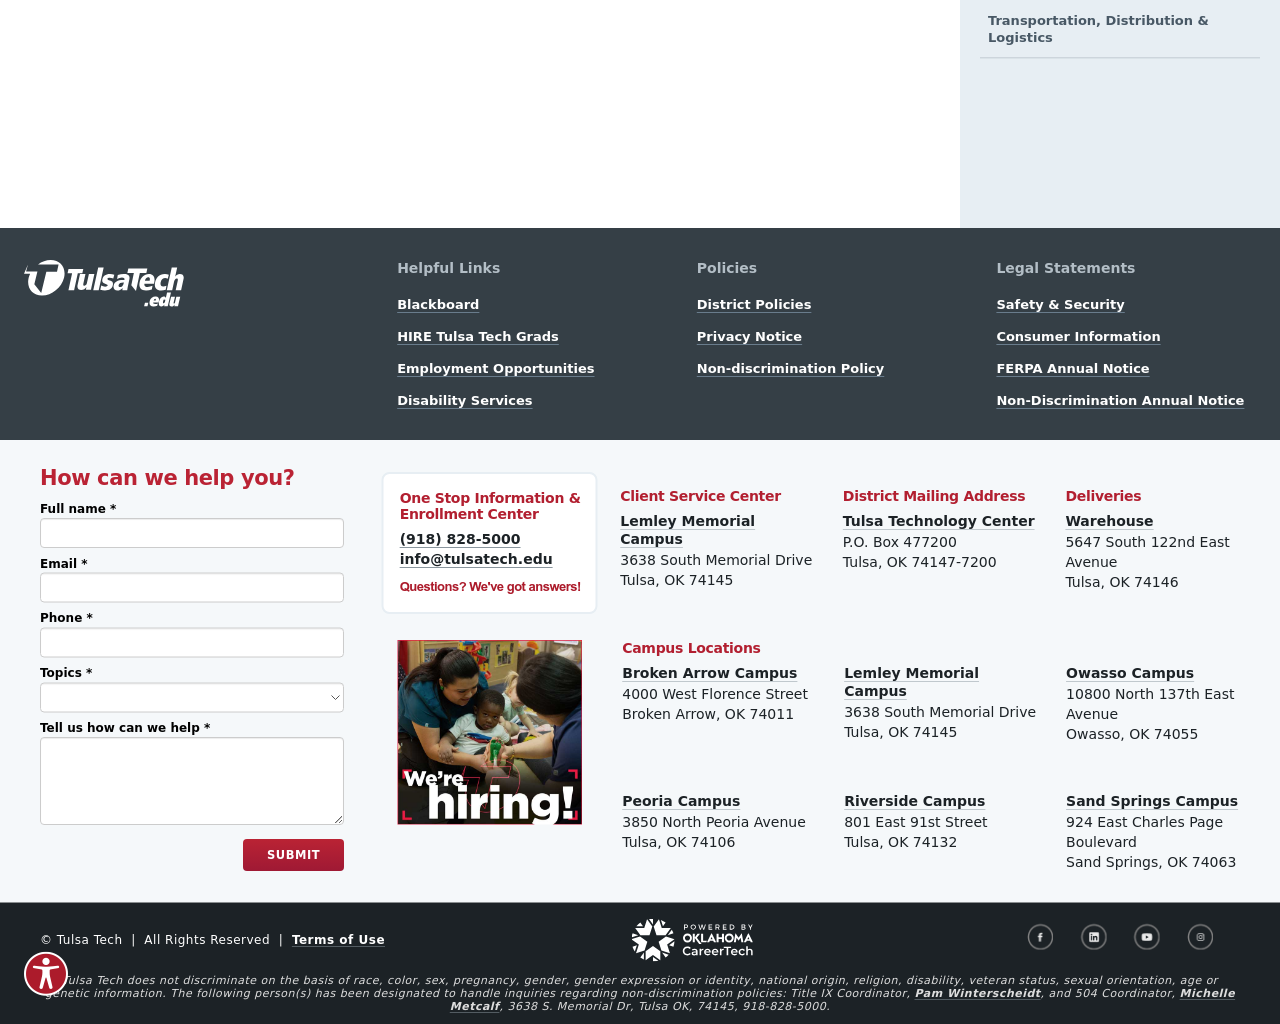 Transportation, Distribution &
Logistics
TulsaTech
.edu
Helpful Links
Blackboard
HIRE Tulsa Tech Grads
Employment Opportunities
Disability Services
Policies
District Policies
Privacy Notice
Non-discrimination Policy
Legal Statements
Safety & Security
Consumer Information
FERPA Annual Notice
Non-Discrimination Annual Notice
How can we help you?
Full name *
Email *
Phone *
Topics *
Tell us how can we help *
SUBMIT
One Stop Information &
Enrollment Center
(918) 828-5000
info@tulsatech.edu
Questions? We've got answers!
We're
hiring!
Client Service Center
Lemley Memorial
Campus
3638 South Memorial Drive
Tulsa, OK 74145
District Mailing Address
Tulsa Technology Center
P.O. Box 477200
Tulsa, OK 74147-7200
Deliveries
Warehouse
5647 South 122nd East
Avenue
Tulsa, OK 74146
Campus Locations
Broken Arrow Campus
4000 West Florence Street
Broken Arrow, OK 74011
Lemley Memorial
Campus
3638 South Memorial Drive
Tulsa, OK 74145
Owasso Campus
10800 North 137th East
Avenue
Owasso, OK 74055
Peoria Campus
3850 North Peoria Avenue
Tulsa, OK 74106
Riverside Campus
801 East 91st Street
Tulsa, OK 74132
Sand Springs Campus
924 East Charles Page
Boulevard
Sand Springs, OK 74063
© Tulsa Tech | All Rights Reserved | Terms of Use
POWERED BY
OKLAHOMA
CareerTech
Tulsa Tech does not discriminate on the basis of race, color, sex, pregnancy, gender, gender expression or identity, national origin, religion, disability, veteran status, sexual orientation, age or
genetic information. The following person(s) has been designated to handle inquiries regarding non-discrimination policies: Title IX Coordinator, Pam Winterscheidt, and 504 Coordinator, Michelle
Metcalf, 3638 S. Memorial Dr, Tulsa OK, 74145, 918-828-5000.